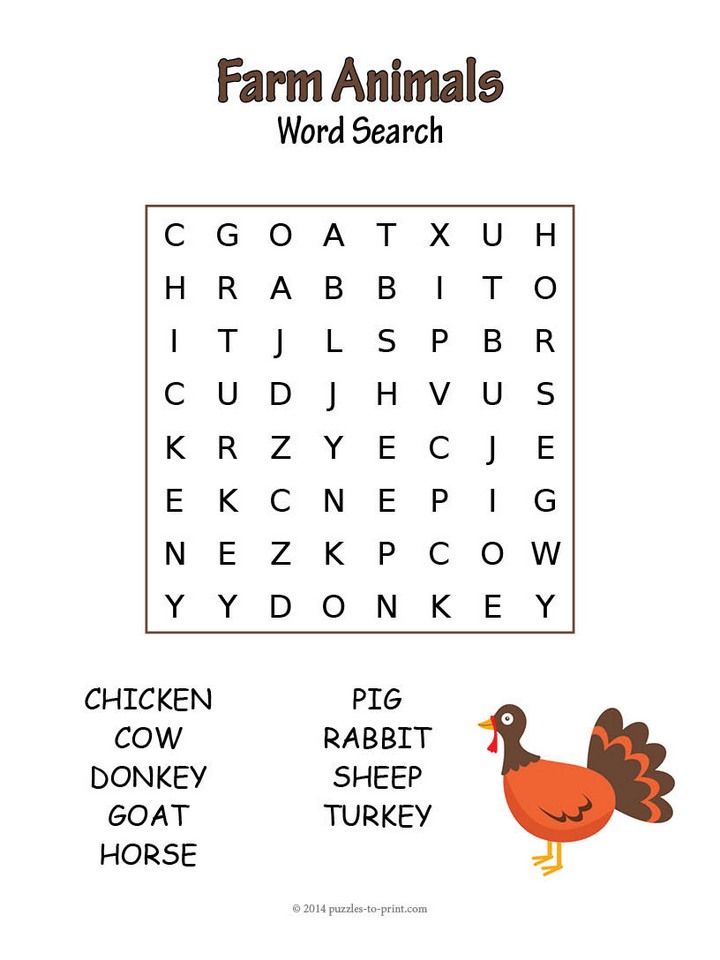 Farm Animals
Word Search
C G O A T X U H
H R A B B I T O
I T J L S P B R
C U D J H V U S
K R Z Y E C J E
E K C N E P I G
N E Z K P C O W
Y Y D O N K E Y
CHICKEN
COW
DONKEY
GOAT
HORSE
PIG
RABBIT
SHEEP
TURKEY
© 2014 puzzles-to-print.com